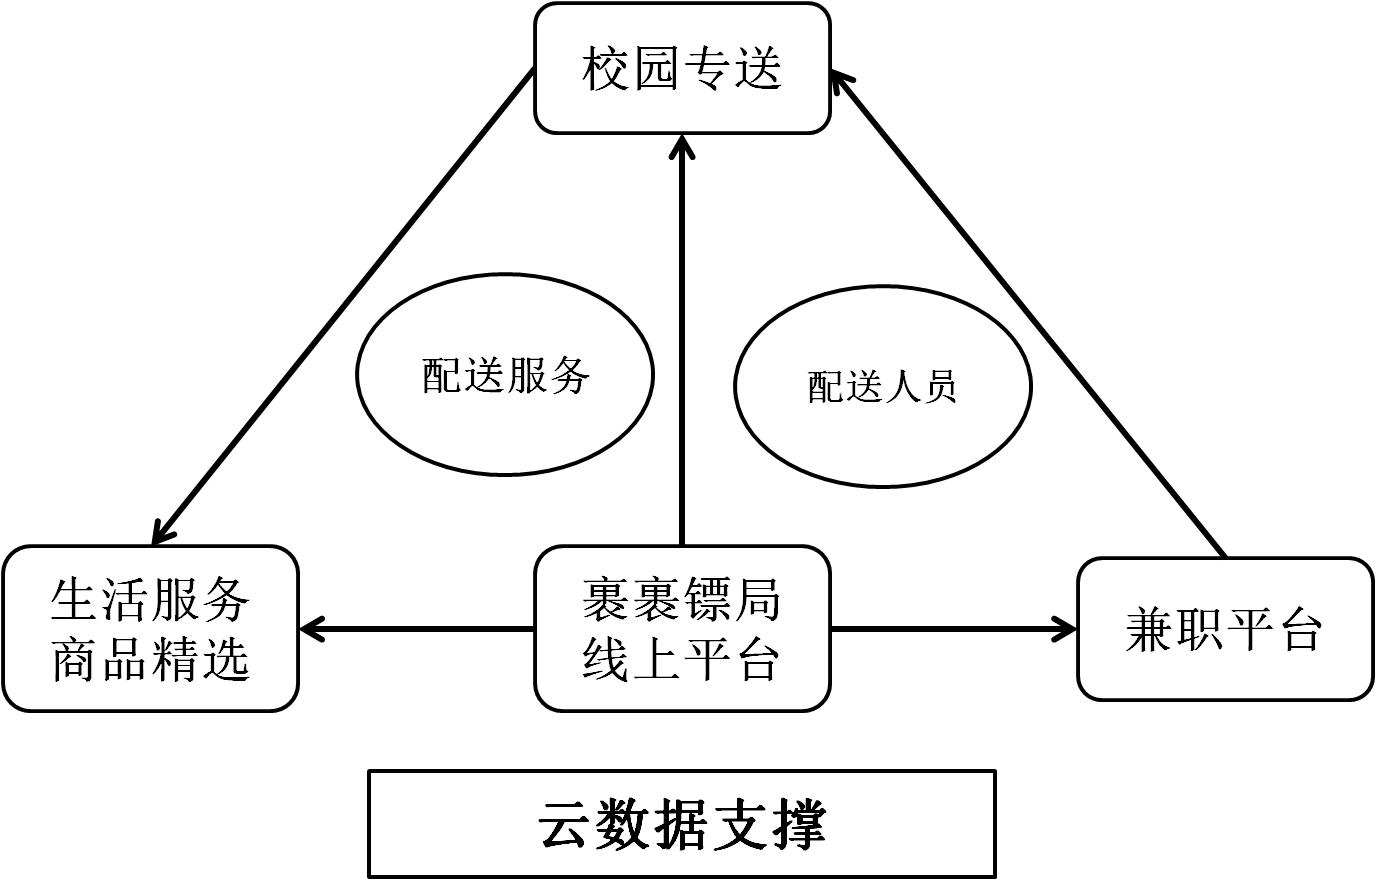 校园专送
配送服务
配送人员
生活服务
商品精选
裹裹镖局
线上平台
兼职平台
云数据支撑